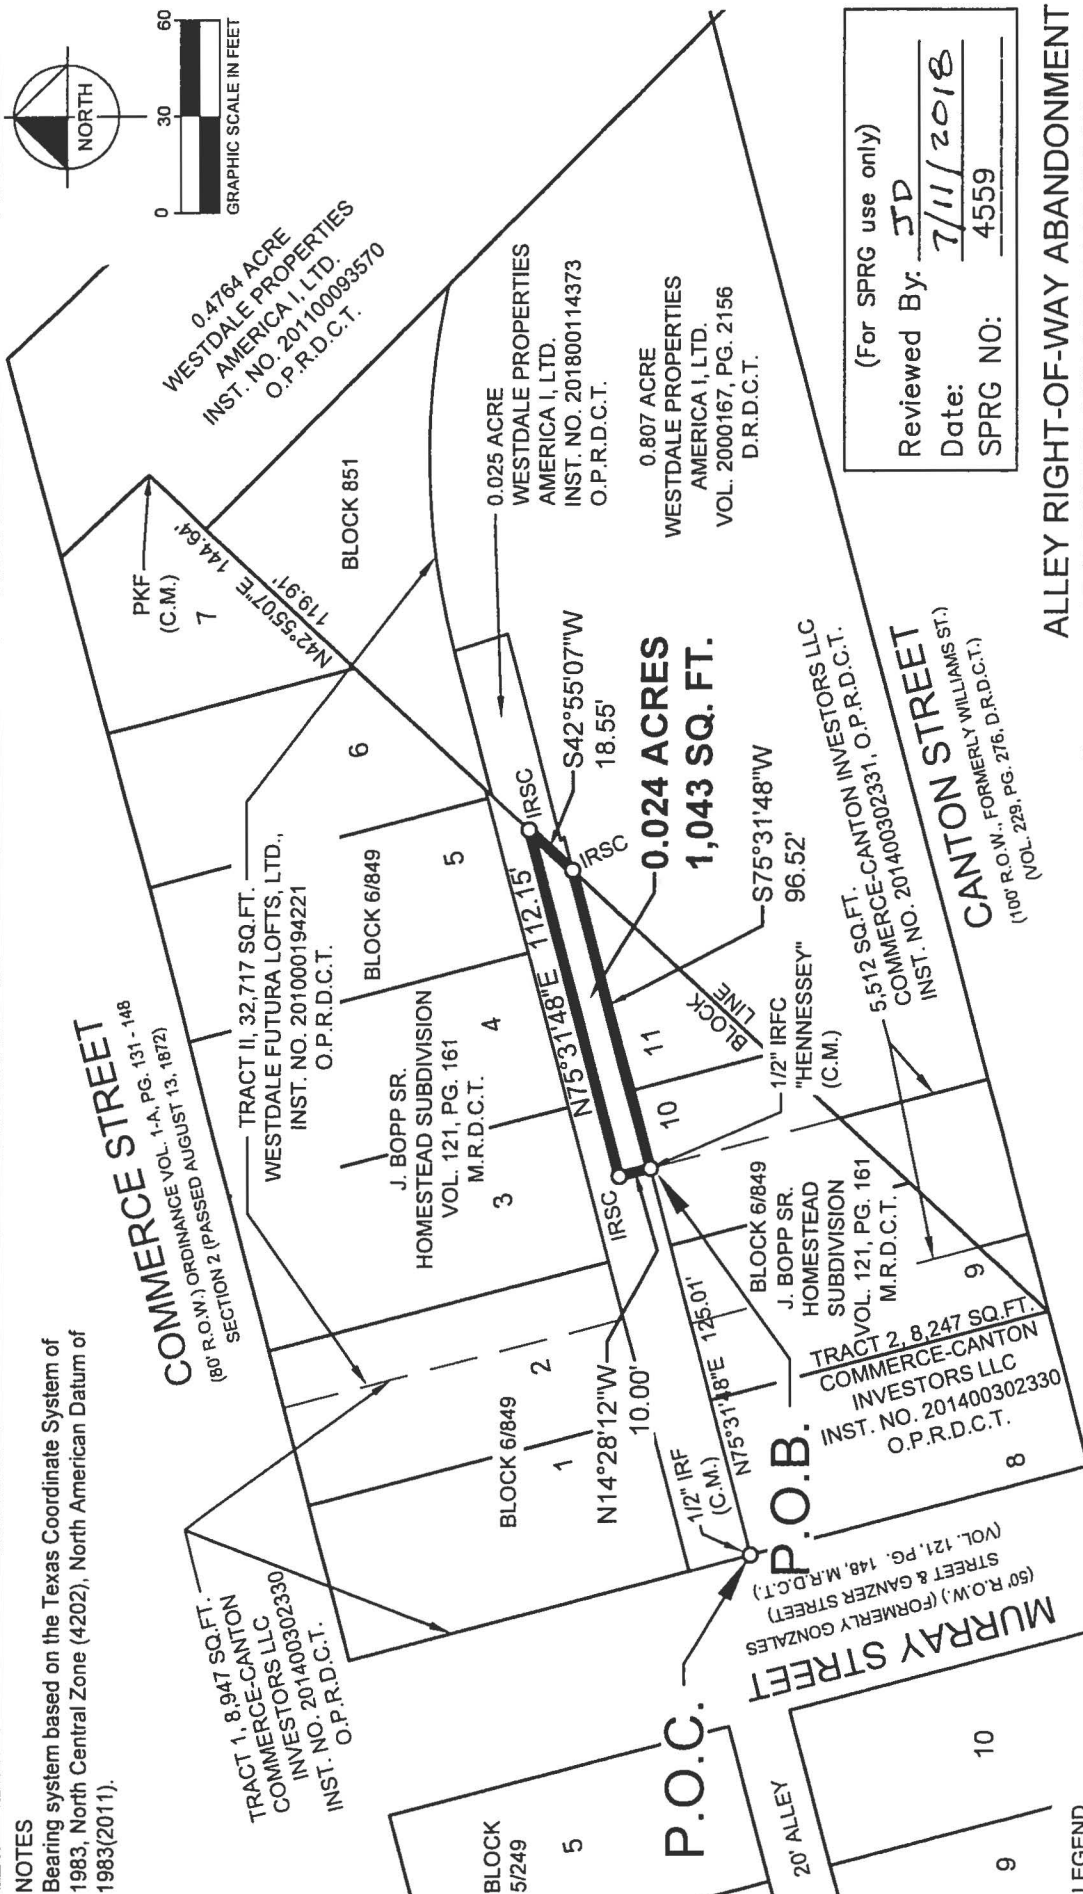 NOTES
Bearing system based on the Texas Coordinate System of
1983, North Central Zone (4202), North American Datum of
1983(2011).
NORTH
0 30 60
GRAPHIC SCALE IN FEET
COMMERCE STREET
(80' R.O.W.) ORDINANCE VOL. 1-A, PG. 131 - 148
SECTION 2 (PASSED AUGUST 13, 1872)
TRACT 1, 8,947 SQ.FT.
COMMERCE-CANTON
INVESTORS LLC
INST. NO. 201400302330
O.P.R.D.C.T.
TRACT II, 32,717 SQ.FT.
WESTDALE FUTURA LOFTS, LTD.,
INST. NO. 201000194221
O.P.R.D.C.T.
PKF
(C.M.)
7
N42°55'07"E 144.64'
119.91'
0.4764 ACRE
WESTDALE PROPERTIES
AMERICA I, LTD.
INST. NO. 201100093570
O.P.R.D.C.T.
BLOCK 851
6
BLOCK 6/849
5
J. BOPP SR.
HOMESTEAD SUBDIVISION
VOL. 121, PG. 161
M.R.D.C.T.
4
3
BLOCK 6/849
2
1
0.025 ACRE
WESTDALE PROPERTIES
AMERICA I, LTD.
INST. NO. 201800114373
O.P.R.D.C.T.
0.807 ACRE
WESTDALE PROPERTIES
AMERICA I, LTD.
VOL. 2000167, PG. 2156
D.R.D.C.T.
N75°31'48"E 112.15'
IRSC
IRSC
IRSC
S42°55'07"W
18.55'
0.024 ACRES
1,043 SQ. FT.
S75°31'48"W
96.52'
N14°28'12"W
10.00'
11
10
BLOCK
LINE
1/2" IRFC
"HENNESSEY"
(C.M.)
1/2" IRF
(C.M.)
N75°31'48"E 125.01'
BLOCK 6/849
J. BOPP SR.
HOMESTEAD
SUBDIVISION
VOL. 121, PG. 161
M.R.D.C.T.
9
5,512 SQ.FT.
COMMERCE-CANTON INVESTORS LLC
INST. NO. 201400302331, O.P.R.D.C.T.
CANTON STREET
(100' R.O.W., FORMERLY WILLIAMS ST.)
(VOL. 229, PG. 276, D.R.D.C.T.)
P.O.B.
TRACT 2, 8,247 SQ.FT.
COMMERCE-CANTON
INVESTORS LLC
INST. NO. 201400302330
O.P.R.D.C.T.
8
P.O.C.
MURRAY STREET
(50' R.O.W.) (FORMERLY GONZALES
STREET & GANZER STREET)
(VOL. 121, PG. 148, M.R.D.C.T.)
BLOCK
5/249
5
20' ALLEY
10
9
LEGEND
(For SPRG use only)
Reviewed By: JD
Date: 7/11/2018
SPRG NO: 4559
ALLEY RIGHT-OF-WAY ABANDONMENT